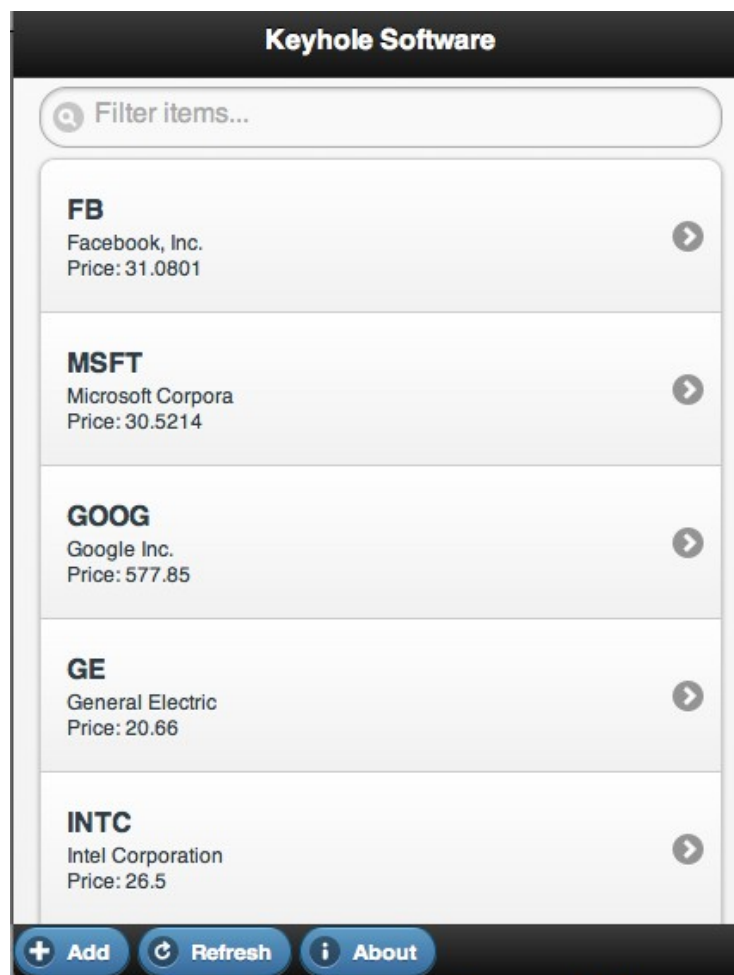 Keyhole Software
Filter items...
FB
Facebook, Inc.
Price: 31.0801
MSFT
Microsoft Corpora
Price: 30.5214
GOOG
Google Inc.
Price: 577.85
GE
General Electric
Price: 20.66
INTC
Intel Corporation
Price: 26.5
Add Refresh About